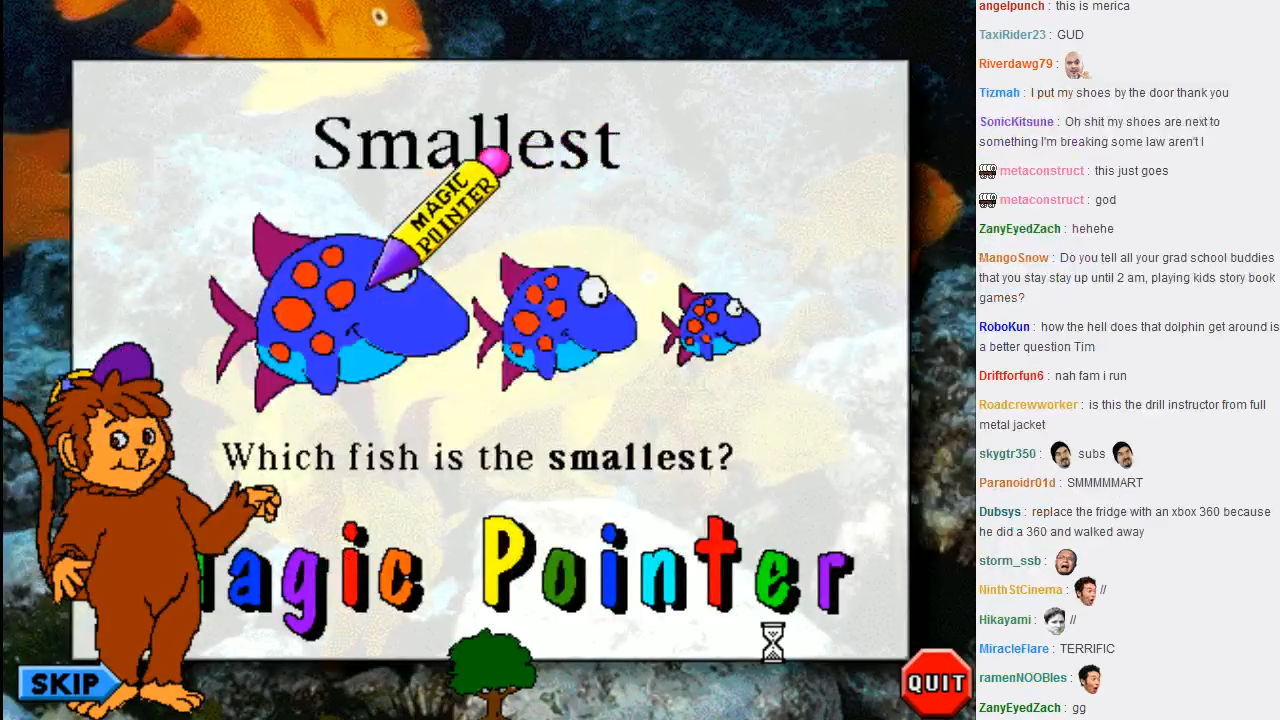 Smallest
MAGIC
POINTER
Which fish is the smallest?
Magic Pointer
SKIP
QUIT
angelpunch : this is merica
TaxiRider23 : GUD
Riverdawg79 :
Tizmah : I put my shoes by the door thank you
SonicKitsune : Oh shit my shoes are next to
something I'm breaking some law aren't I
metaconstruct : this just goes
metaconstruct : god
ZanyEyedZach : hehehe
MangoSnow : Do you tell all your grad school buddies
that you stay stay up until 2 am, playing kids story book
games?
RoboKun : how the hell does that dolphin get around is
a better question Tim
Driftforfun6 : nah fam i run
Roadcrewworker : is this the drill instructor from full
metal jacket
skygtr350 : subs
Paranoidr01d : SMMMMMART
Dubsys : replace the fridge with an xbox 360 because
he did a 360 and walked away
storm_ssb :
NinthStCinema : //
Hikayami : //
MiracleFlare : TERRIFIC
ramenNOOBles :
ZanyEyedZach : gg